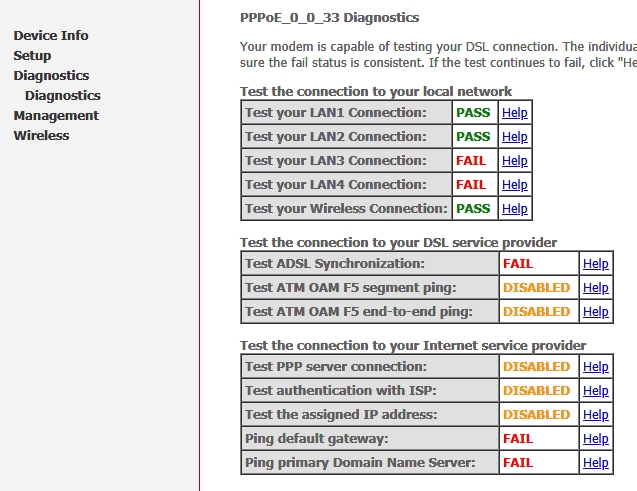 PPPoE_0_0_33 Diagnostics
Device Info
Setup
Diagnostics
Diagnostics
Management
Wireless
Your modem is capable of testing your DSL connection. The individua
sure the fail status is consistent. If the test continues to fail, click "He
Test the connection to your local network
Test your LAN1 Connection: PASS Help
Test your LAN2 Connection: PASS Help
Test your LAN3 Connection: FAIL Help
Test your LAN4 Connection: FAIL Help
Test your Wireless Connection: PASS Help
Test the connection to your DSL service provider
Test ADSL Synchronization: FAIL Help
Test ATM OAM F5 segment ping: DISABLED Help
Test ATM OAM F5 end-to-end ping: DISABLED Help
Test the connection to your Internet service provider
Test PPP server connection: DISABLED Help
Test authentication with ISP: DISABLED Help
Test the assigned IP address: DISABLED Help
Ping default gateway: FAIL Help
Ping primary Domain Name Server: FAIL Help